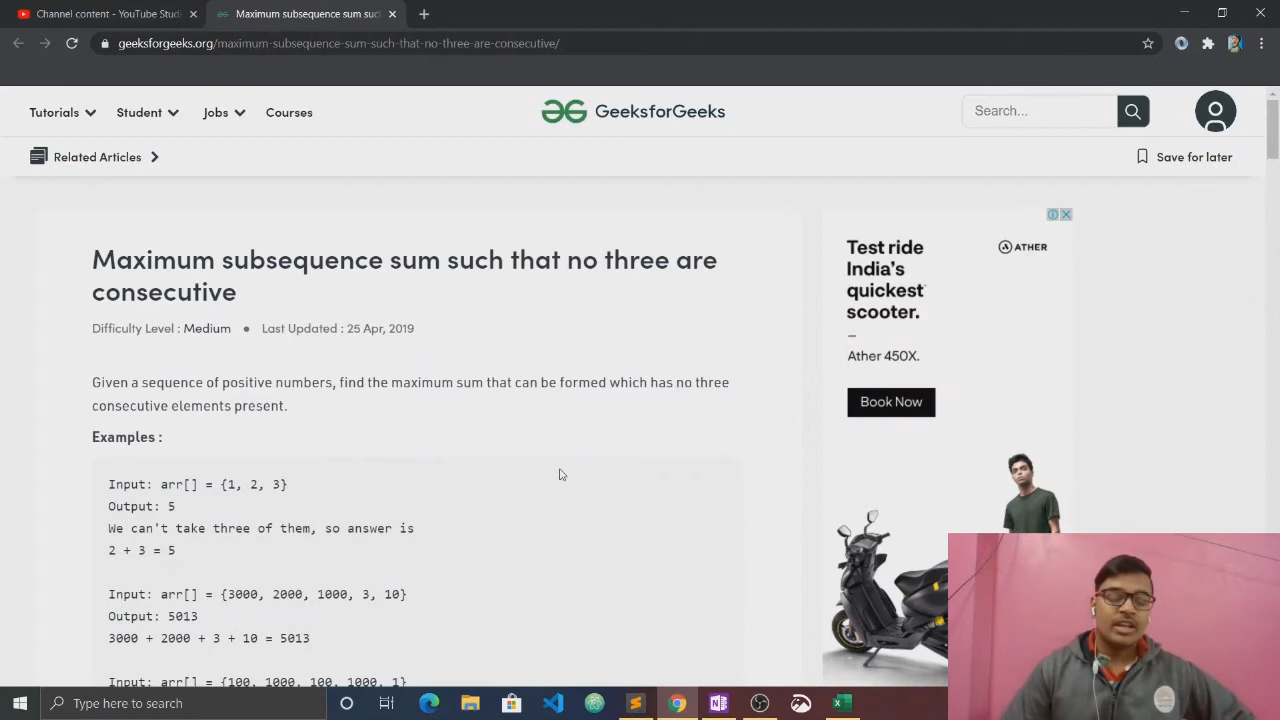 Channel content - YouTube Stud
Maximum subsequence sum suc
geeksforgeeks.org/maximum-subsequence-sum-such-that-no-three-are-consecutive/
Tutorials
Student
Jobs
Courses
GeeksforGeeks
Search...
Related Articles
Save for later
Maximum subsequence sum such that no three are
consecutive
Difficulty Level : Medium ● Last Updated : 25 Apr, 2019
Given a sequence of positive numbers, find the maximum sum that can be formed which has no three
consecutive elements present.
Examples :
Input: arr[] = {1, 2, 3}
Output: 5
We can't take three of them, so answer is
2 + 3 = 5
Input: arr[] = {3000, 2000, 1000, 3, 10}
Output: 5013
3000 + 2000 + 3 + 10 = 5013
Input: arr[] = {100, 1000, 100, 1000, 1}
Test ride
India's
quickest
scooter.
ATHER
Ather 450X.
Book Now
Type here to search